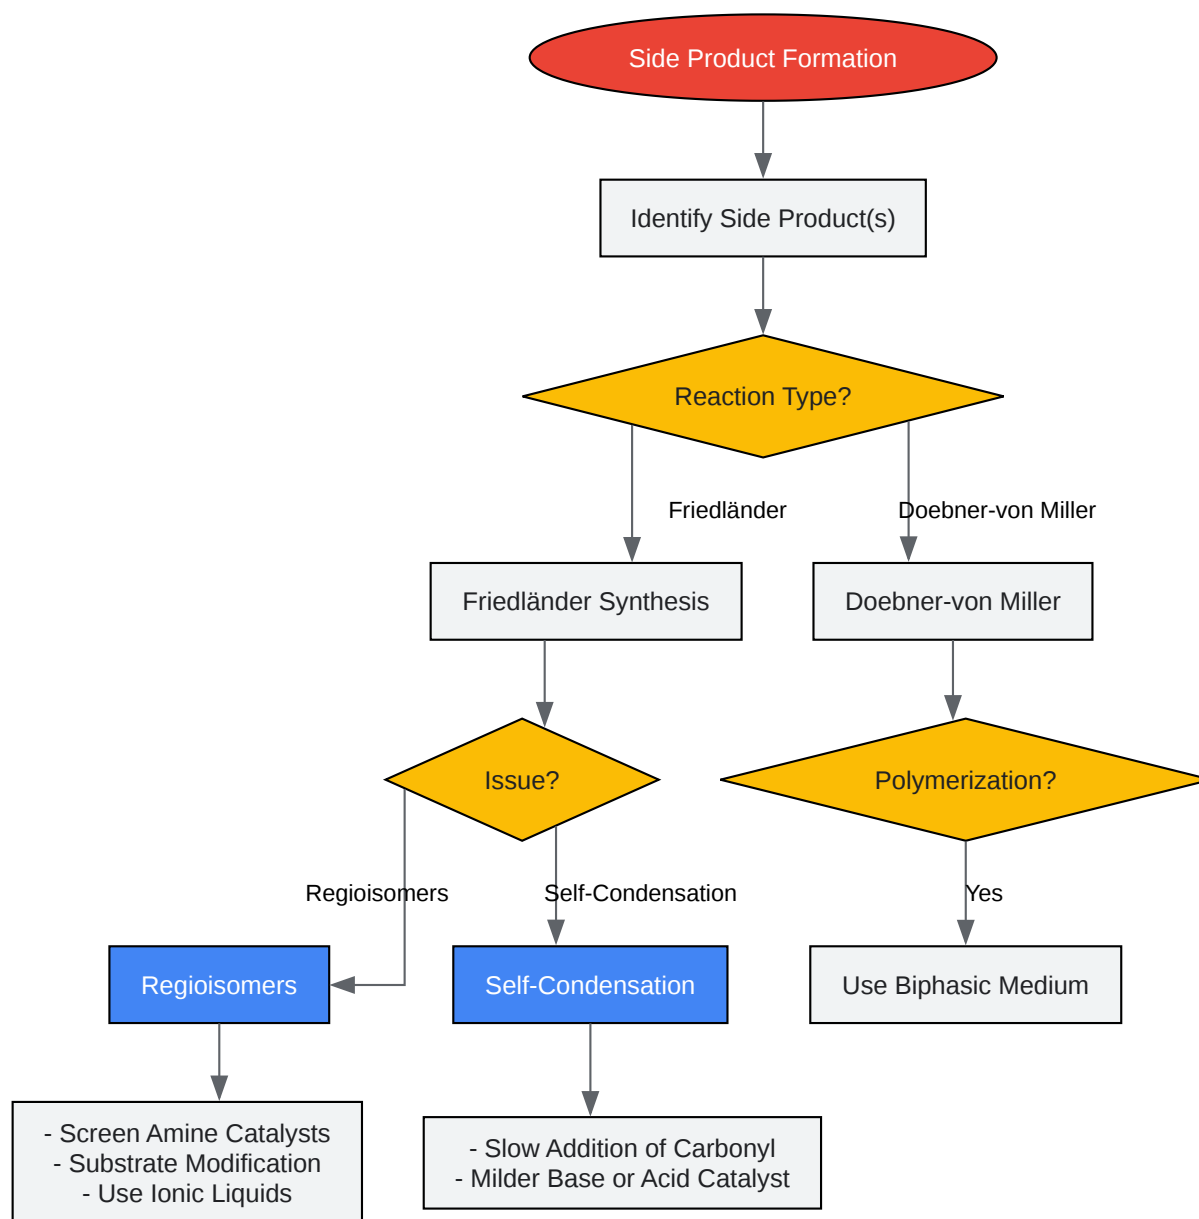 Side Product Formation
Identify Side Product(s)
Reaction Type?
Friedländer
Doebner-von Miller
Friedländer Synthesis
Doebner-von Miller
Issue?
Polymerization?
Regioisomers
Self-Condensation
Yes
Regioisomers
Self-Condensation
Use Biphasic Medium
- Screen Amine Catalysts
- Substrate Modification
- Use Ionic Liquids
- Slow Addition of Carbonyl
- Milder Base or Acid Catalyst